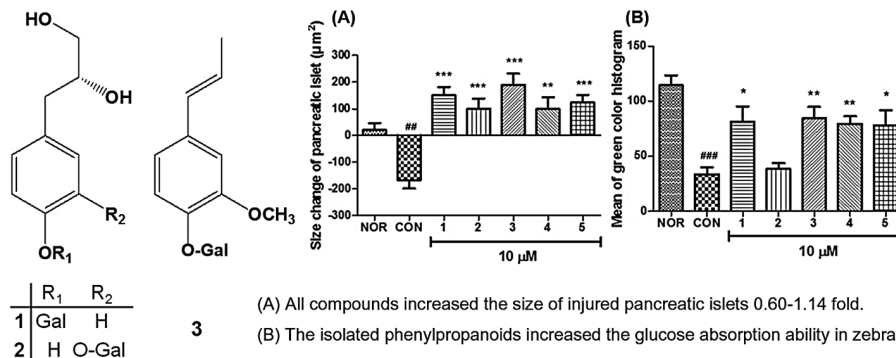 HO
OH
R2
OR1
OCH3
O-Gal
R1 R2
1 Gal H
2 H O-Gal
3
(A)
Size change of pancreatic islet (µm²)
300
200
100
0
-100
-200
-300
## *** *** *** ** ***
NOR CON 1 2 3 4 5
10 µM
(B)
Mean of green color histogram
150
100
50
0
### * ** ** *
NOR CON 1 2 3 4 5
10 µM
(A) All compounds increased the size of injured pancreatic islets 0.60-1.14 fold.
(B) The isolated phenylpropanoids increased the glucose absorption ability in zebra